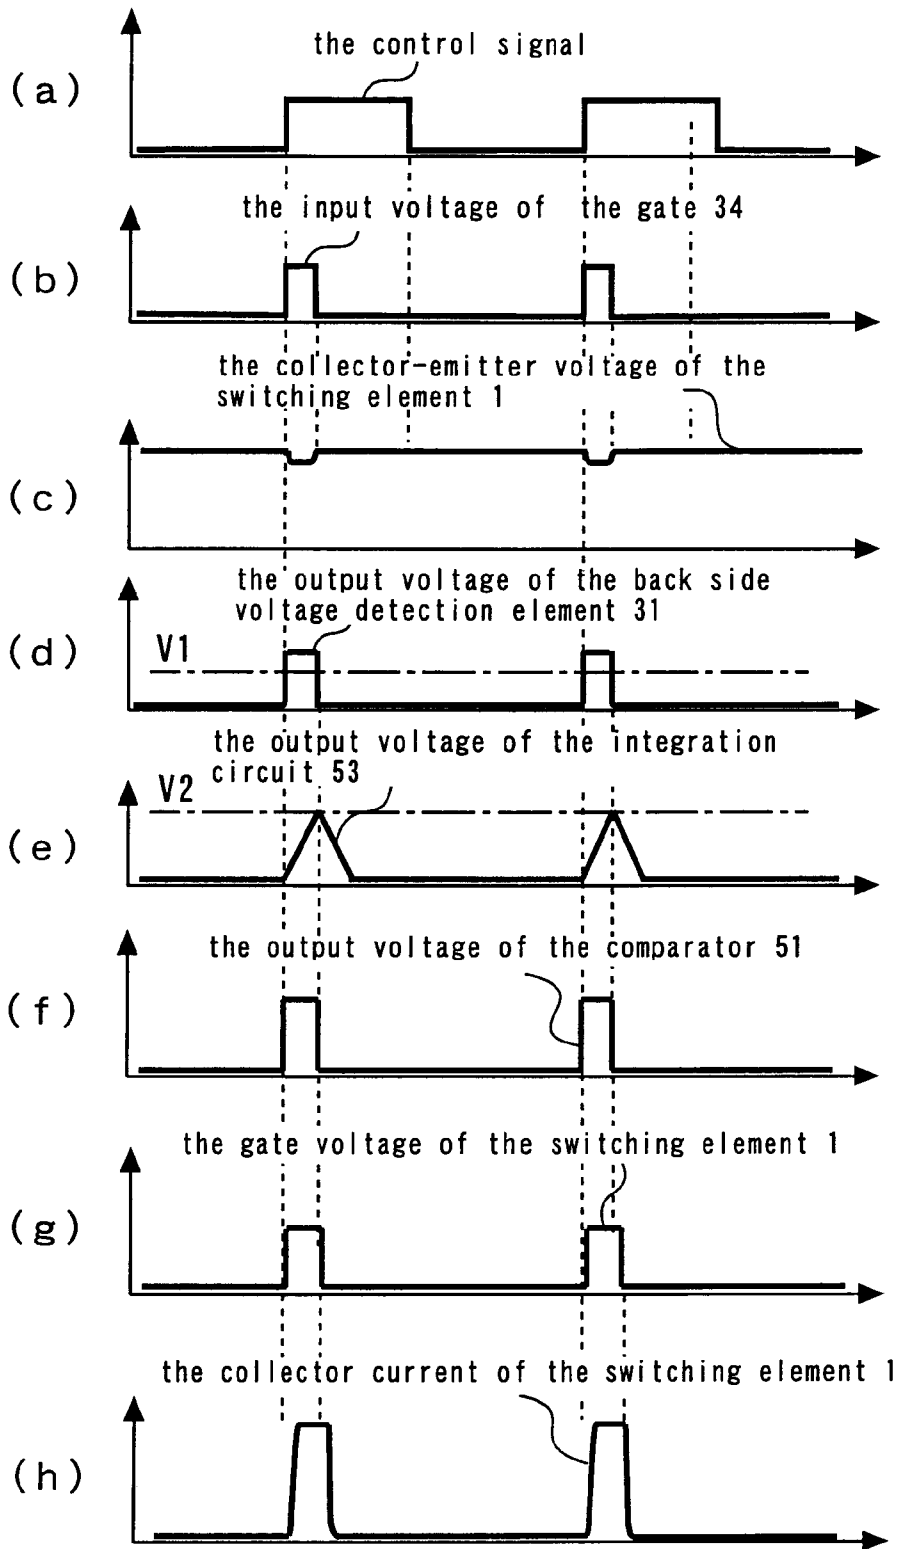 the control signal
(a)
the input voltage of the gate 34
(b)
the collector-emitter voltage of the
switching element 1
(c)
the output voltage of the back side
voltage detection element 31
(d)
V1
the output voltage of the integration
circuit 53
V2
(e)
the output voltage of the comparator 51
(f)
the gate voltage of the switching element 1
(g)
the collector current of the switching element 1
(h)